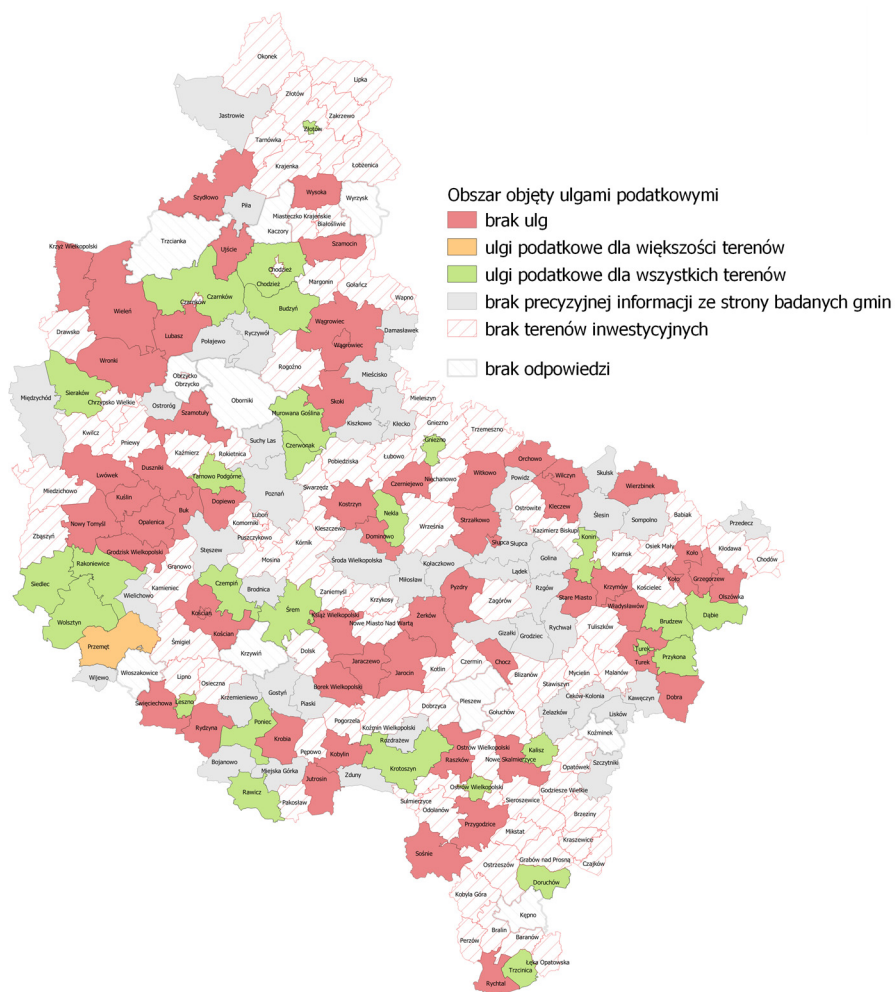 Okonek
Lipka
Złotów
Jastrowie
Zakrzewo
Złotów
Tarnówka
Krajenka
Łobżenica
Szydłowo
Wysoka
Wyrzysk
Piła
Obszar objęty ulgami podatkowymi
brak ulg
ulgi podatkowe dla większości terenów
ulgi podatkowe dla wszystkich terenów
brak precyzyjnej informacji ze strony badanych gmin
brak terenów inwestycyjnych
brak odpowiedzi
Miasteczko Krajeńskie
Białośliwie
Kaczory
Trzcianka
Krzyż Wielkopolski
Ujście
Szamocin
Chodzież
Chodzież
Margonin
Gołańcz
Czarnków
Czarnków
Budzyń
Wapno
Wieleń
Drawsko
Lubasz
Połajewo
Ryczywół
Wągrowiec
Wągrowiec
Damasławek
Wronki
Rogoźno
Mieścisko
Międzychód
Sieraków
Chrzypsko Wielkie
Obrzycko
Obrzycko
Ostroróg
Oborniki
Skoki
Mieleszyn
Szamotuły
Murowana Goślina
Kiszkowo
Kłecko
Gniezno
Gniezno
Trzemeszno
Kwilcz
Pniewy
Kaźmierz
Rokietnica
Suchy Las
Czerwonak
Pobiedziska
Łubowo
Orchowo
Lwówek
Duszniki
Tarnowo Podgórne
Niechanowo
Witkowo
Powidz
Wilczyn
Skulsk
Wierzbinek
Miedzichowo
Kuślin
Buk
Dopiewo
Poznań
Swarzędz
Czerniejewo
Kostrzyn
Nekla
Września
Ostrowite
Kleczew
Ślesin
Sompolno
Babiak
Przedecz
Zbąszyń
Nowy Tomyśl
Opalenica
Luboń
Komorniki
Puszczykowo
Kleszczewo
Strzałkowo
Kazimierz Biskupi
Dominowo
Grodzisk Wielkopolski
Stęszew
Mosina
Kórnik
Środa Wielkopolska
Słupca
Słupca
Golina
Konin
Kramsk
Osiek Mały
Koło
Kłodawa
Chodów
Siedlec
Rakoniewice
Granowo
Kołaczkowo
Lądek
Koło
Grzegorzew
Kościelec
Olszówka
Wielichowo
Kamieniec
Czempiń
Brodnica
Zaniemyśl
Krzykosy
Miłosław
Pyzdry
Zagórów
Rzgów
Stare Miasto
Krzymów
Władysławów
Wolsztyn
Kościan
Kościan
Śrem
Książ Wielkopolski
Nowe Miasto Nad Wartą
Żerków
Gizałki
Grodziec
Rychwał
Tuliszków
Brudzew
Dąbie
Przemęt
Śmigiel
Krzywiń
Dolsk
Jaraczewo
Jarocin
Kotlin
Czermin
Chocz
Blizanów
Stawiszyn
Mycielin
Malanów
Turek
Turek
Przykona
Wijewo
Włoszakowice
Lipno
Osieczna
Krzemieniewo
Gostyń
Piaski
Borek Wielkopolski
Dobrzyca
Pleszew
Gołuchów
Żelazków
Ceków-Kolonia
Kawęczyn
Dobra
Święciechowa
Leszno
Rydzyna
Poniec
Krobia
Pępowo
Pogorzela
Koźmin Wielkopolski
Rozdrażew
Lisków
Koźminek
Bojanowo
Miejska Górka
Kobylin
Krotoszyn
Raszków
Ostrów Wielkopolski
Nowe Skalmierzyce
Kalisz
Opatówek
Szczytniki
Rawicz
Pakosław
Jutrosin
Zduny
Sulmierzyce
Ostrów Wielkopolski
Godziesze Wielkie
Odolanów
Sieroszewice
Brzeziny
Przygodzice
Mikstat
Kraszewice
Sośnie
Ostrzeszów
Grabów nad Prosną
Czajków
Kobyla Góra
Doruchów
Kępno
Bralin
Perzów
Baranów
Łęka Opatowska
Trzcinica
Rychtal